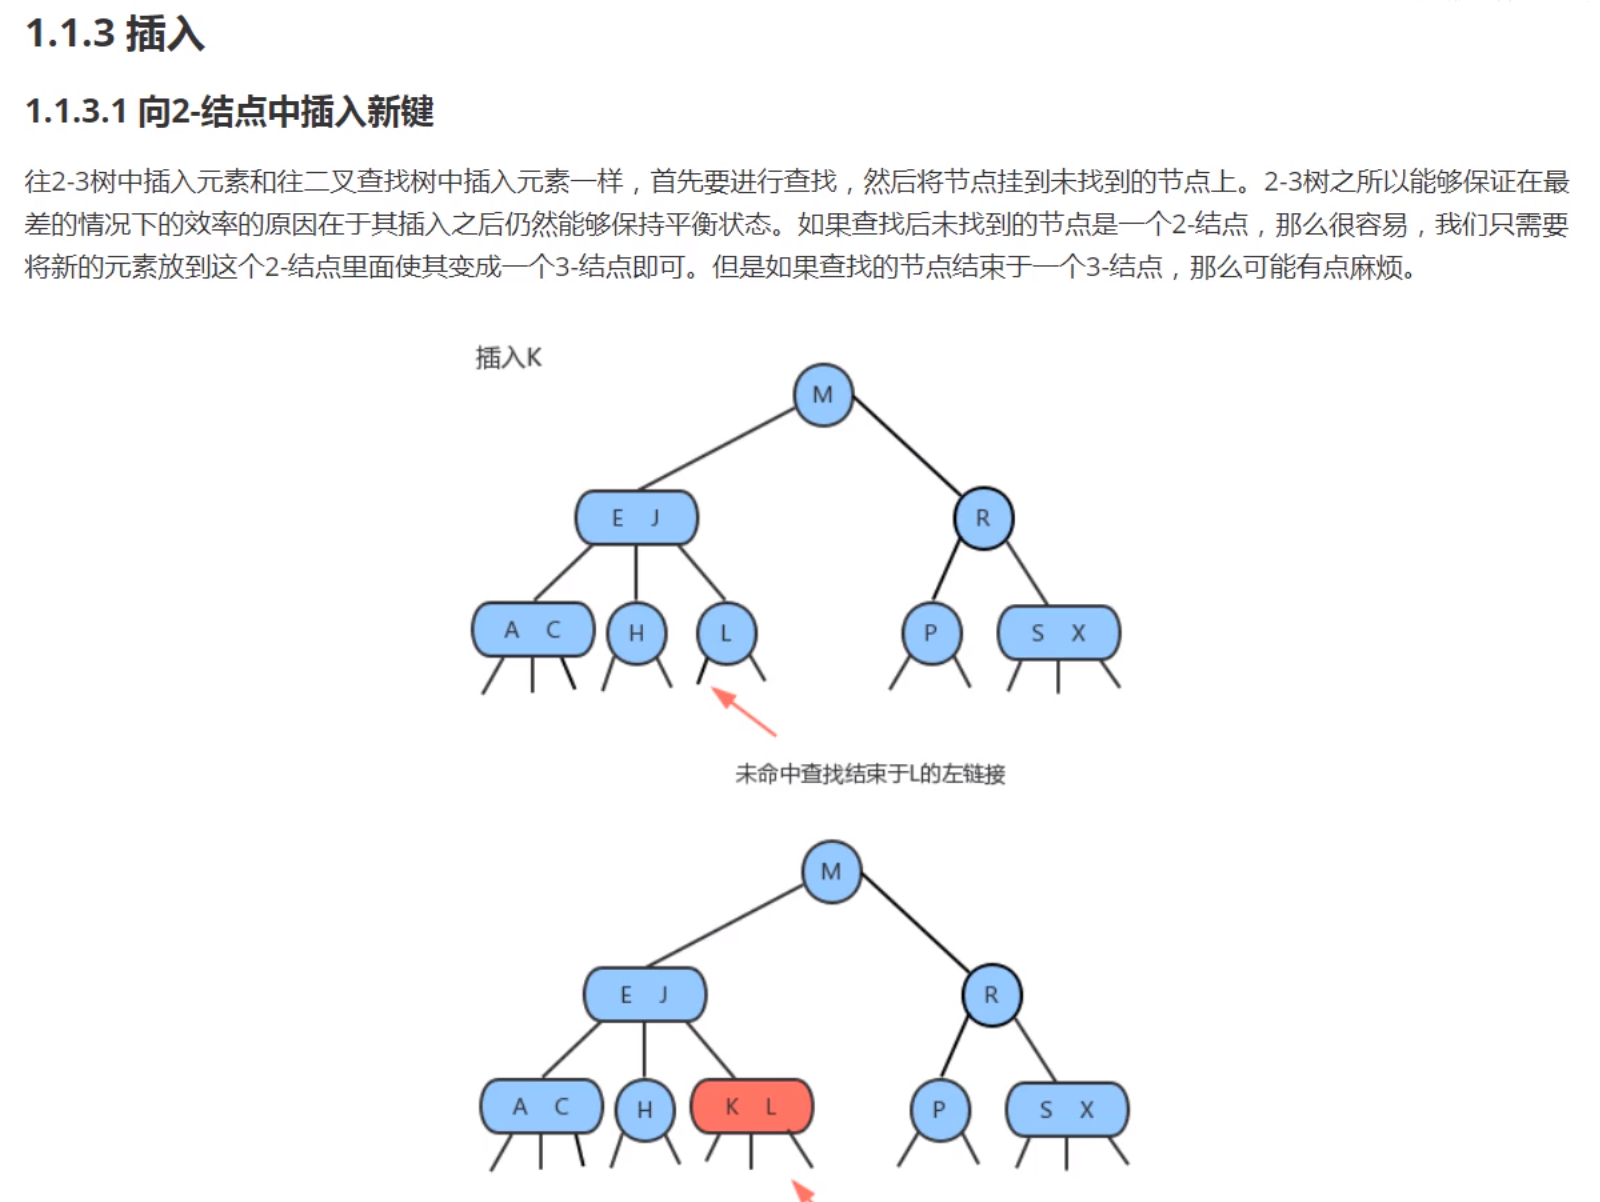 1.1.3 插入
1.1.3.1 向2-结点中插入新键
往2-3树中插入元素和往二叉查找树中插入元素一样，首先要进行查找，然后将节点挂到未找到的节点上。2-3树之所以能够保证在最
差的情况下的效率的原因在于其插入之后仍然能够保持平衡状态。如果查找后未找到的节点是一个2-结点，那么很容易，我们只需要
将新的元素放到这个2-结点里面使其变成一个3-结点即可。但是如果查找的节点结束于一个3-结点，那么可能有点麻烦。
插入K
M
E J
R
A C
H
L
P
S X
未命中查找结束于L的左链接
M
E J
R
A C
H
K L
P
S X